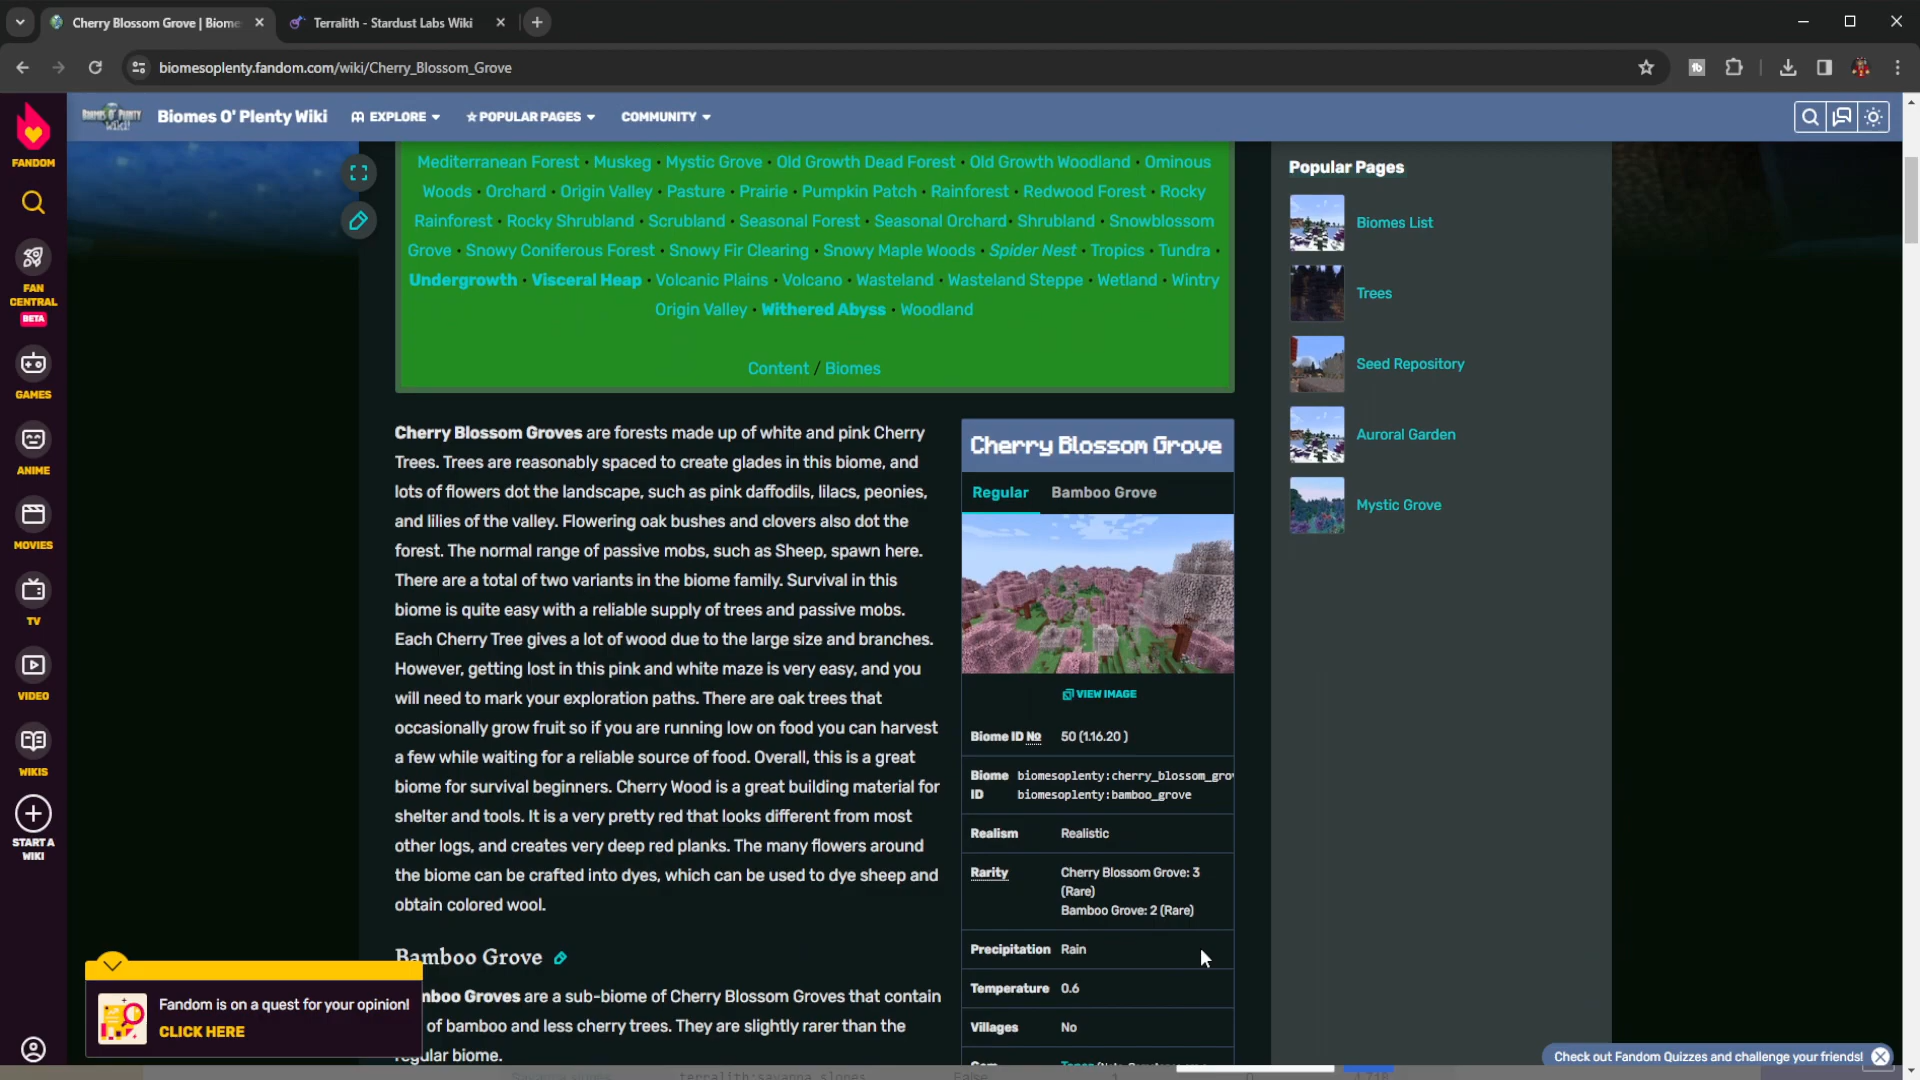 Cherry Blossom Grove | Biome
Terralith - Stardust Labs Wiki
biomesoplenty.fandom.com/wiki/Cherry_Blossom_Grove
Biomes O' Plenty Wiki
EXPLORE
POPULAR PAGES
COMMUNITY
FANDOM
FAN CENTRAL
BETA
GAMES
ANIME
MOVIES
TV
VIDEO
WIKIS
START A WIKI
Mediterranean Forest • Muskeg • Mystic Grove • Old Growth Dead Forest • Old Growth Woodland • Ominous
Woods • Orchard • Origin Valley • Pasture • Prairie • Pumpkin Patch • Rainforest • Redwood Forest • Rocky
Rainforest • Rocky Shrubland • Scrubland • Seasonal Forest • Seasonal Orchard • Shrubland • Snowblossom
Grove • Snowy Coniferous Forest • Snowy Fir Clearing • Snowy Maple Woods • Spider Nest • Tropics • Tundra •
Undergrowth • Visceral Heap • Volcanic Plains • Volcano • Wasteland • Wasteland Steppe • Wetland • Wintry
Origin Valley • Withered Abyss • Woodland
Content / Biomes
Cherry Blossom Groves are forests made up of white and pink Cherry
Trees. Trees are reasonably spaced to create glades in this biome, and
lots of flowers dot the landscape, such as pink daffodils, lilacs, peonies,
and lilies of the valley. Flowering oak bushes and clovers also dot the
forest. The normal range of passive mobs, such as Sheep, spawn here.
There are a total of two variants in the biome family. Survival in this
biome is quite easy with a reliable supply of trees and passive mobs.
Each Cherry Tree gives a lot of wood due to the large size and branches.
However, getting lost in this pink and white maze is very easy, and you
will need to mark your exploration paths. There are oak trees that
occasionally grow fruit so if you are running low on food you can harvest
a few while waiting for a reliable source of food. Overall, this is a great
biome for survival beginners. Cherry Wood is a great building material for
shelter and tools. It is a very pretty red that looks different from most
other logs, and creates very deep red planks. The many flowers around
the biome can be crafted into dyes, which can be used to dye sheep and
obtain colored wool.
Bamboo Grove
mboo Groves are a sub-biome of Cherry Blossom Groves that contain
of bamboo and less cherry trees. They are slightly rarer than the
regular biome.
Cherry Blossom Grove
Regular
Bamboo Grove
VIEW IMAGE
Biome ID № 50 (1.16.20 )
Biome ID
biomesoplenty:cherry_blossom_grov
biomesoplenty:bamboo_grove
Realism Realistic
Rarity
Cherry Blossom Grove: 3
(Rare)
Bamboo Grove: 2 (Rare)
Precipitation Rain
Temperature 0.6
Villages No
Popular Pages
Biomes List
Trees
Seed Repository
Auroral Garden
Mystic Grove
Fandom is on a quest for your opinion!
CLICK HERE
Check out Fandom Quizzes and challenge your friends!